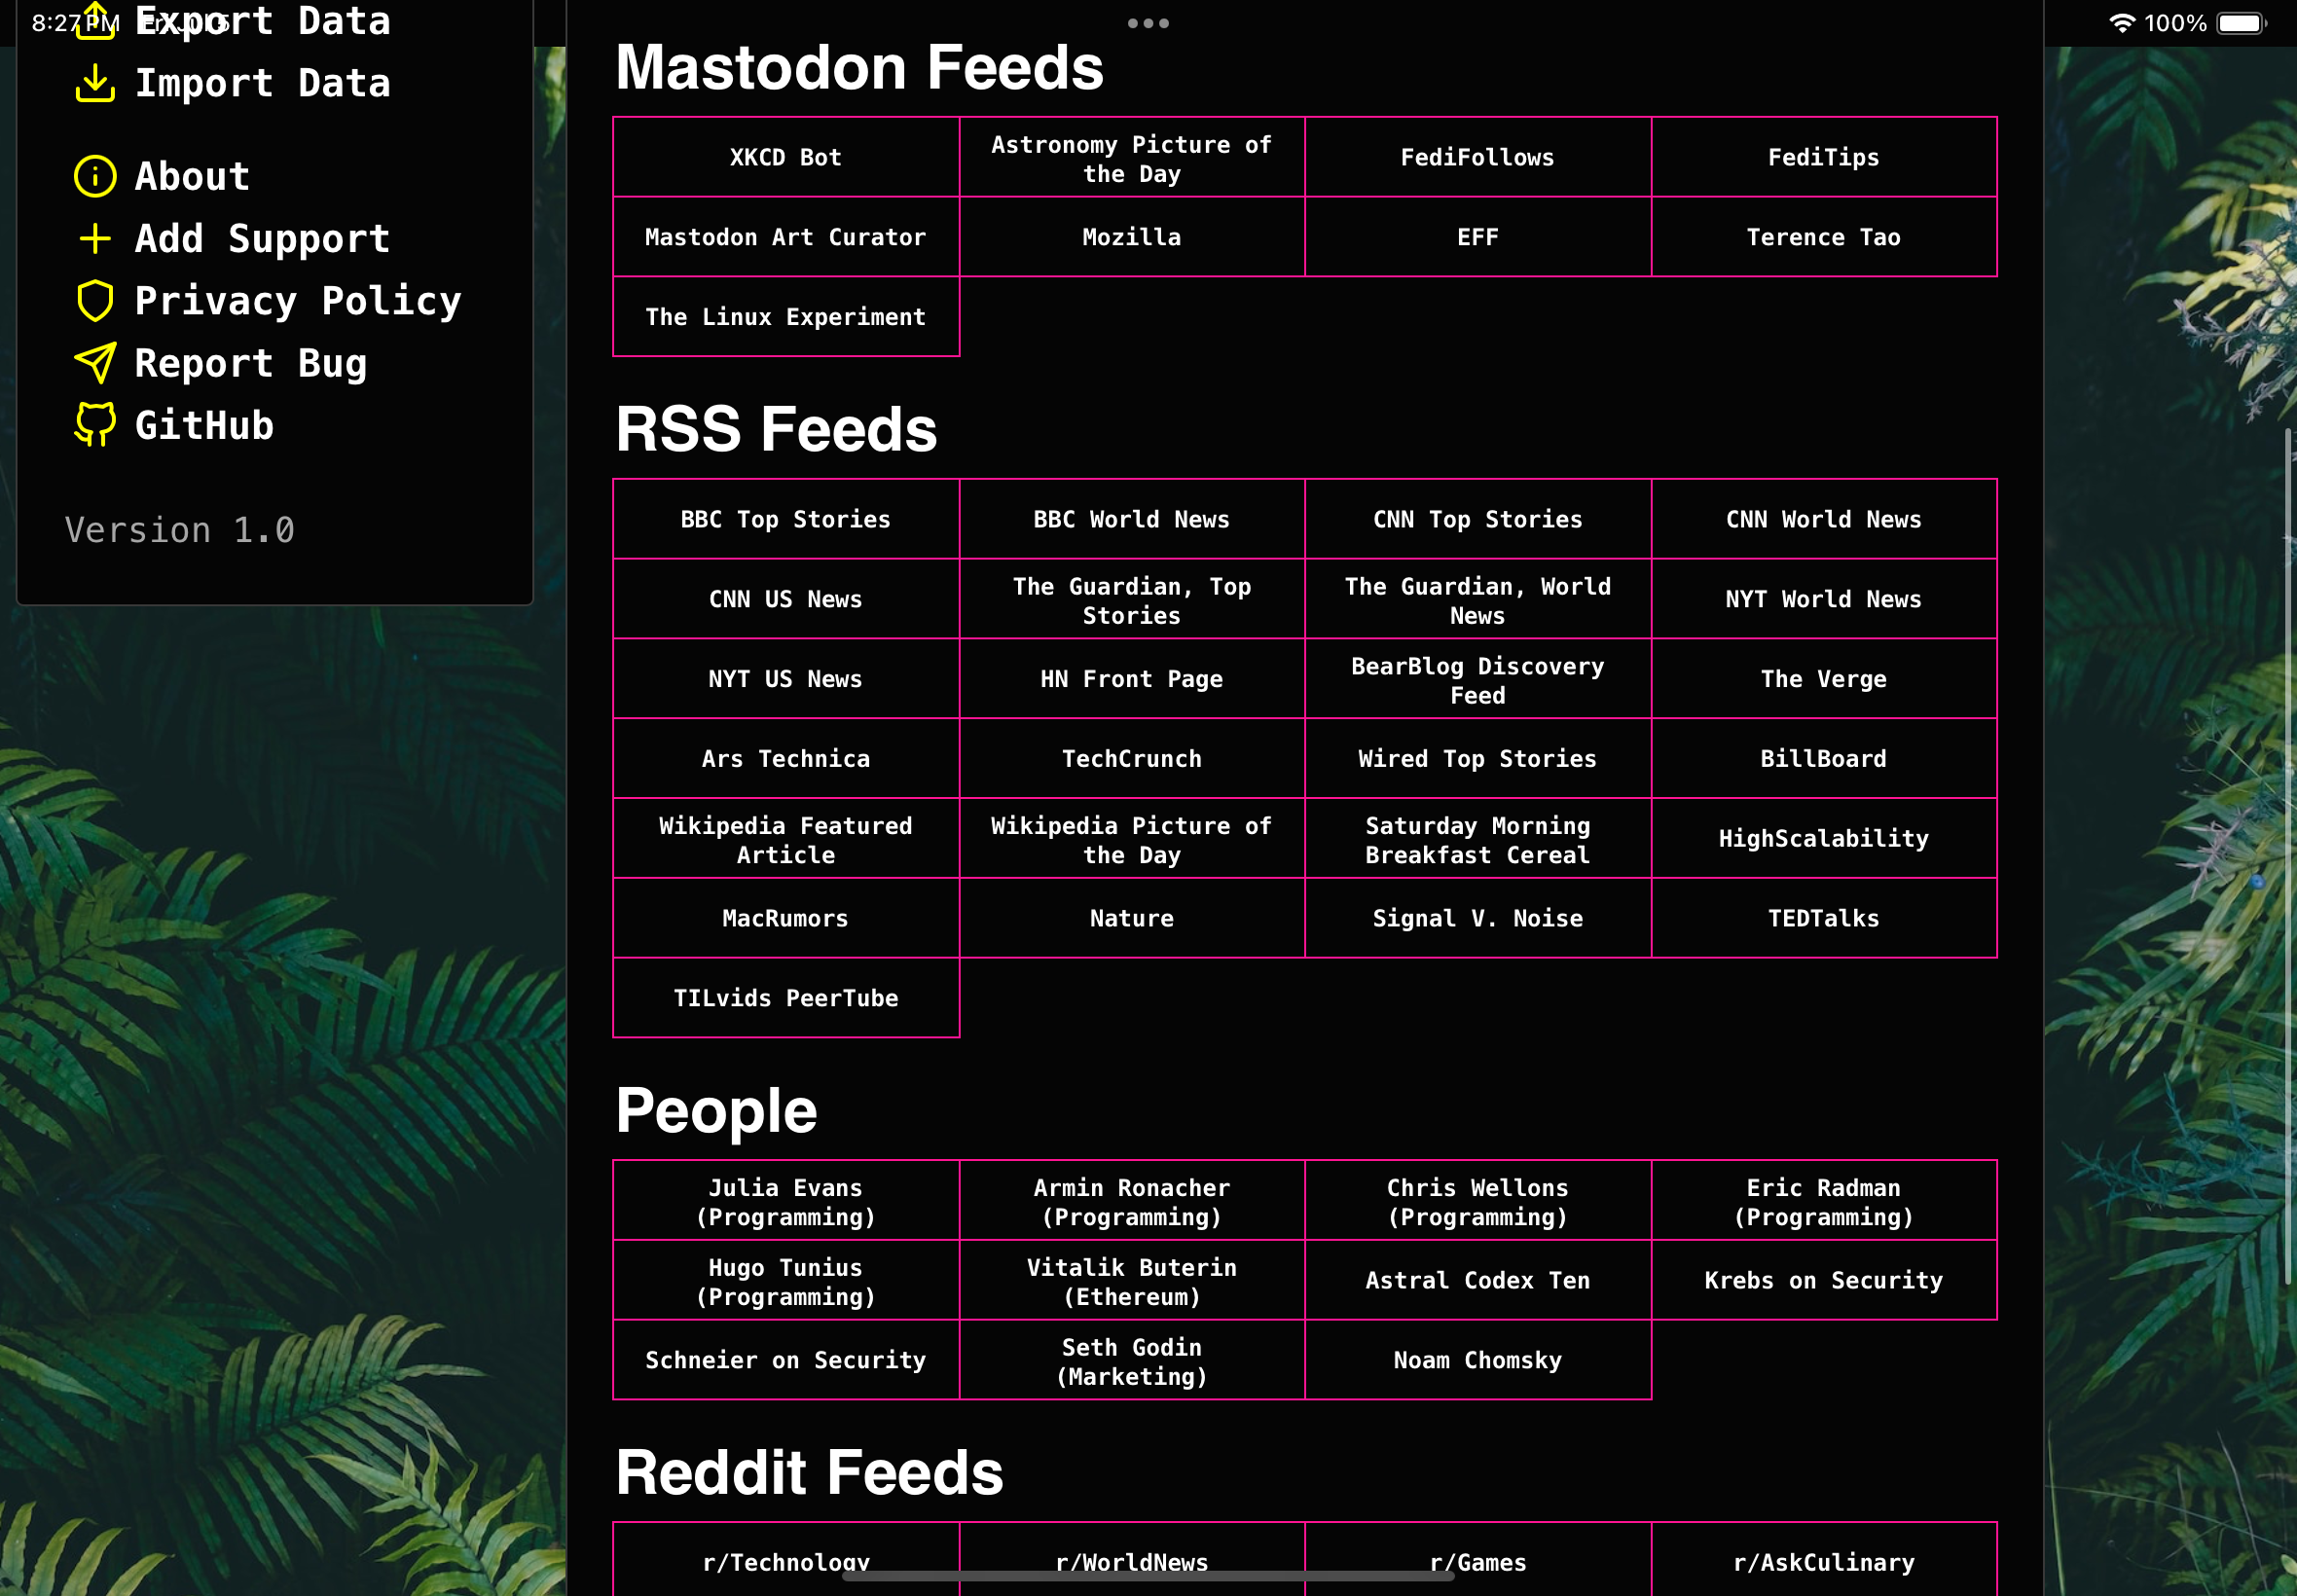 8:27 PM
100%
Export Data
Import Data
About
Add Support
Privacy Policy
Report Bug
GitHub
Version 1.0
Mastodon Feeds
XKCD Bot
Astronomy Picture of
the Day
FediFollows
FediTips
Mastodon Art Curator
Mozilla
EFF
Terence Tao
The Linux Experiment
RSS Feeds
BBC Top Stories
BBC World News
CNN Top Stories
CNN World News
CNN US News
The Guardian, Top
Stories
The Guardian, World
News
NYT World News
NYT US News
HN Front Page
BearBlog Discovery
Feed
The Verge
Ars Technica
TechCrunch
Wired Top Stories
BillBoard
Wikipedia Featured
Article
Wikipedia Picture of
the Day
Saturday Morning
Breakfast Cereal
HighScalability
MacRumors
Nature
Signal V. Noise
TEDTalks
TILvids PeerTube
People
Julia Evans
(Programming)
Armin Ronacher
(Programming)
Chris Wellons
(Programming)
Eric Radman
(Programming)
Hugo Tunius
(Programming)
Vitalik Buterin
(Ethereum)
Astral Codex Ten
Krebs on Security
Schneier on Security
Seth Godin
(Marketing)
Noam Chomsky
Reddit Feeds
r/Technology
r/WorldNews
r/Games
r/AskCulinary